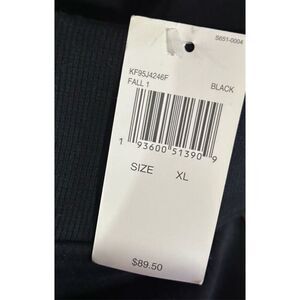 S651-0004
KF95J4246F
FALL 1 BLACK
1 93600 51390 9
SIZE XL
$89.50